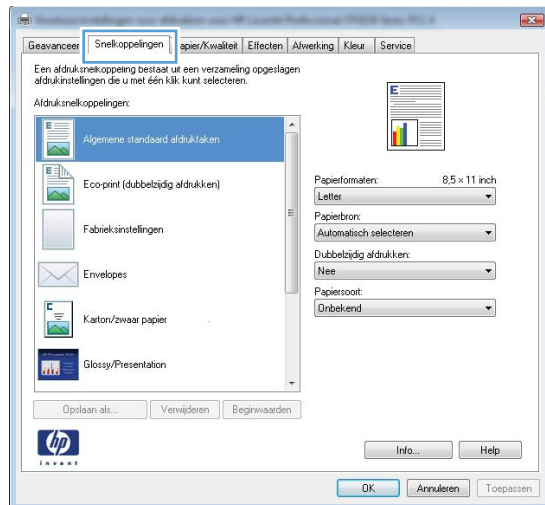 Geavanceer Snelkoppelingen apier/Kwaliteit Effecten Afwerking Kleur Service
Een afdruksnelkoppeling bestaat uit een verzameling opgeslagen
afdrukinstellingen die u met één klik kunt selecteren.
Afdruksnelkoppelingen:
Algemene standaard afdruktaken
Eco-print (dubbelzijdig afdrukken)
Fabrieksinstellingen
Envelopes
Karton/zwaar papier
Glossy/Presentation
Opslaan als...
Verwijderen
Beginwaarden
E
Papierformaten: 8,5 × 11 inch
Letter
Papierbron:
Automatisch selecteren
Dubbelzijdig afdrukken:
Nee
Papiersoort:
Onbekend
hp
invent
Info...
Help
OK
Annuleren
Toepassen